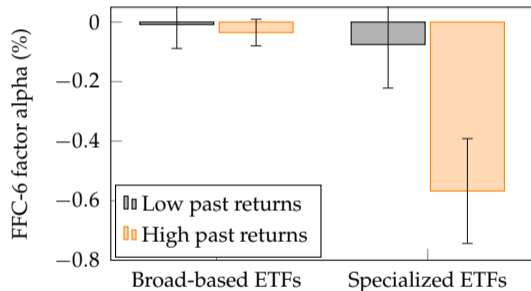 FFC-6 factor alpha (%)
0
−0.2
−0.4
−0.6
−0.8
Low past returns
High past returns
Broad-based ETFs
Specialized ETFs